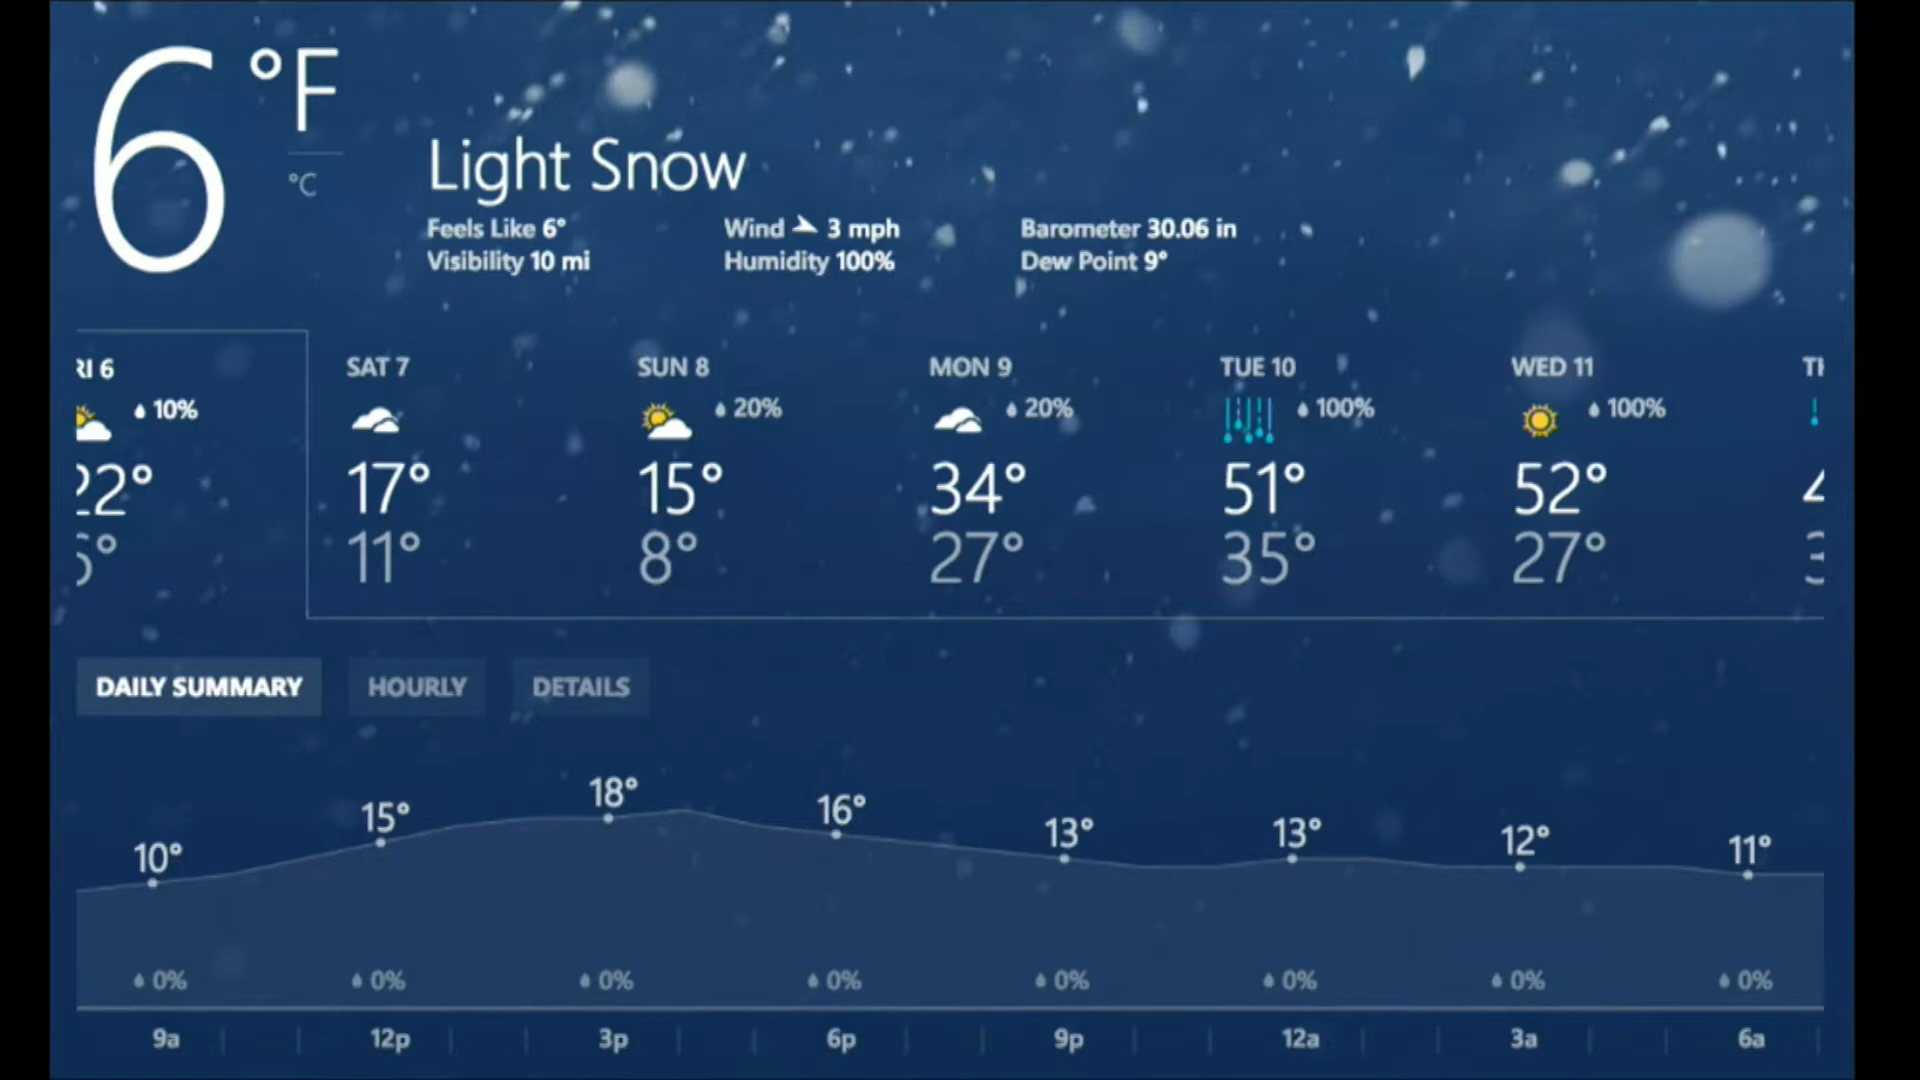 6 °F
°C
Light Snow
Feels Like 6° Wind 3 mph Barometer 30.06 in
Visibility 10 mi Humidity 100% Dew Point 9°
RI 6 SAT 7 SUN 8 MON 9 TUE 10 WED 11
10% 20% 20% 100% 100%
22° 17° 15° 34° 51° 52°
11° 8° 27° 35° 27°
DAILY SUMMARY HOURLY DETAILS
10° 15° 18° 16° 13° 13° 12° 11°
0% 0% 0% 0% 0% 0% 0% 0%
9a 12p 3p 6p 9p 12a 3a 6a